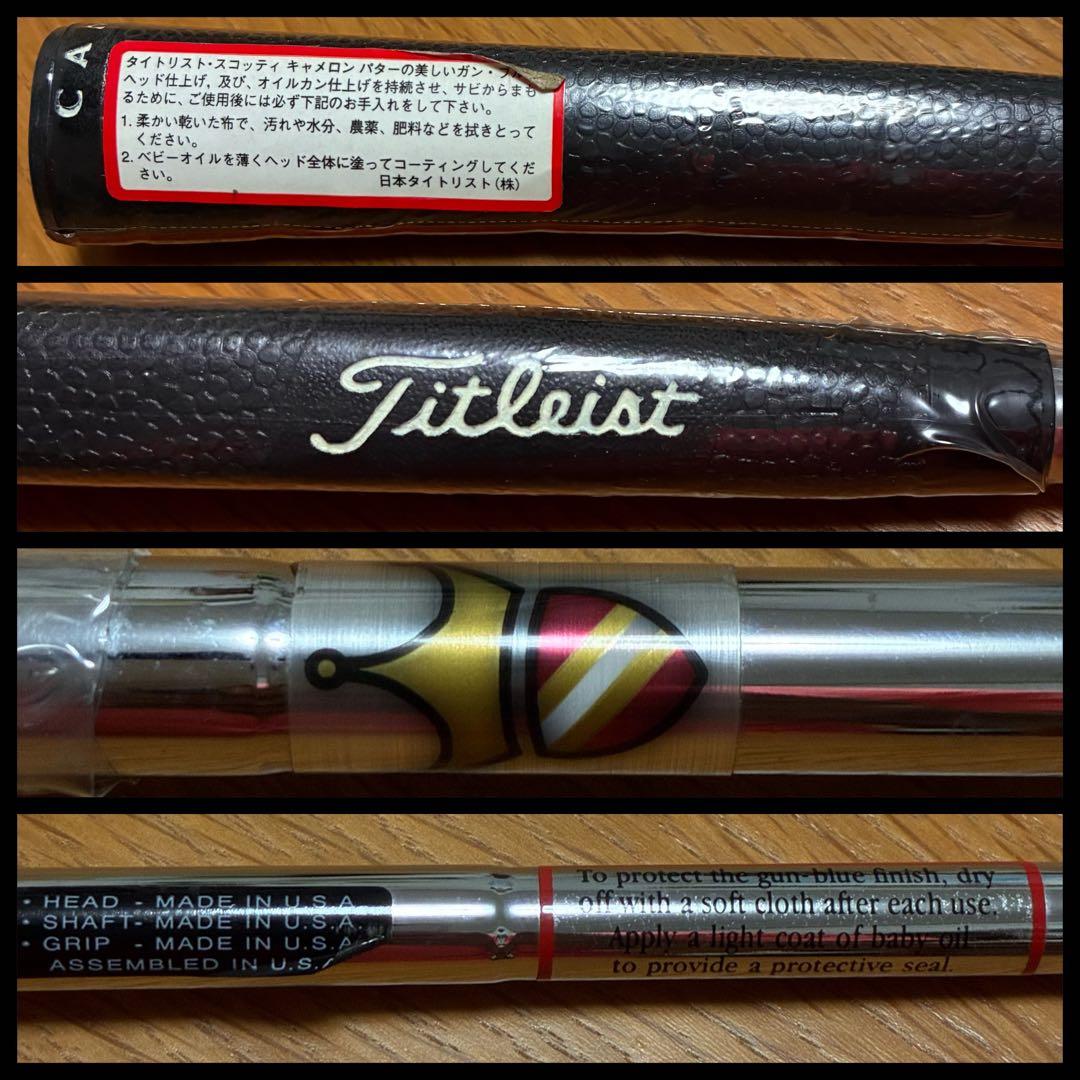 CA
タイトリスト・スコッティ キャメロン パターの美しいガン・ブルー
ヘッド仕上げ, 及び、オイルカン仕上げを持続させ、サビからまも
るために、ご使用後には必ず下記のお手入れをして下さい。
1. 柔かい乾いた布で、汚れや水分、農薬、肥料などを拭きとって
ください。
2. ベビーオイルを薄くヘッド全体に塗ってコーティングしてくだ
さい。
日本タイトリスト(株)
Titleist
• HEAD - MADE IN U.S.A.
SHAFT- MADE IN U.S.A.
• GRIP - MADE IN U.S.A.
ASSEMBLED IN U.S.A
To protect the gun-blue finish, dry
off with a soft cloth after each use.
Apply a light coat of baby oil
to provide a protective seal.